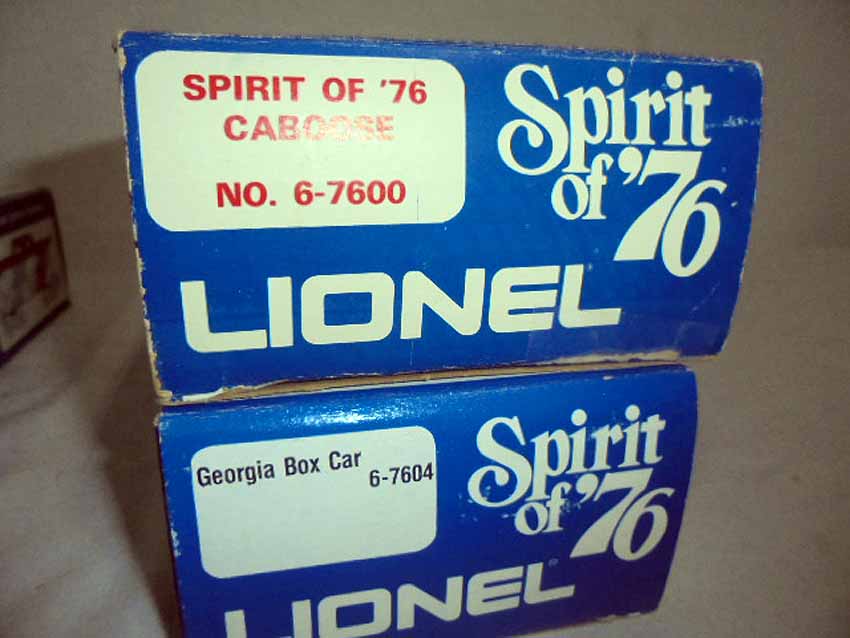 SPIRIT OF '76
CABOOSE
NO. 6-7600
Spirit
of '76
LIONEL
Georgia Box Car
6-7604
Spirit
of '76
LIONEL®